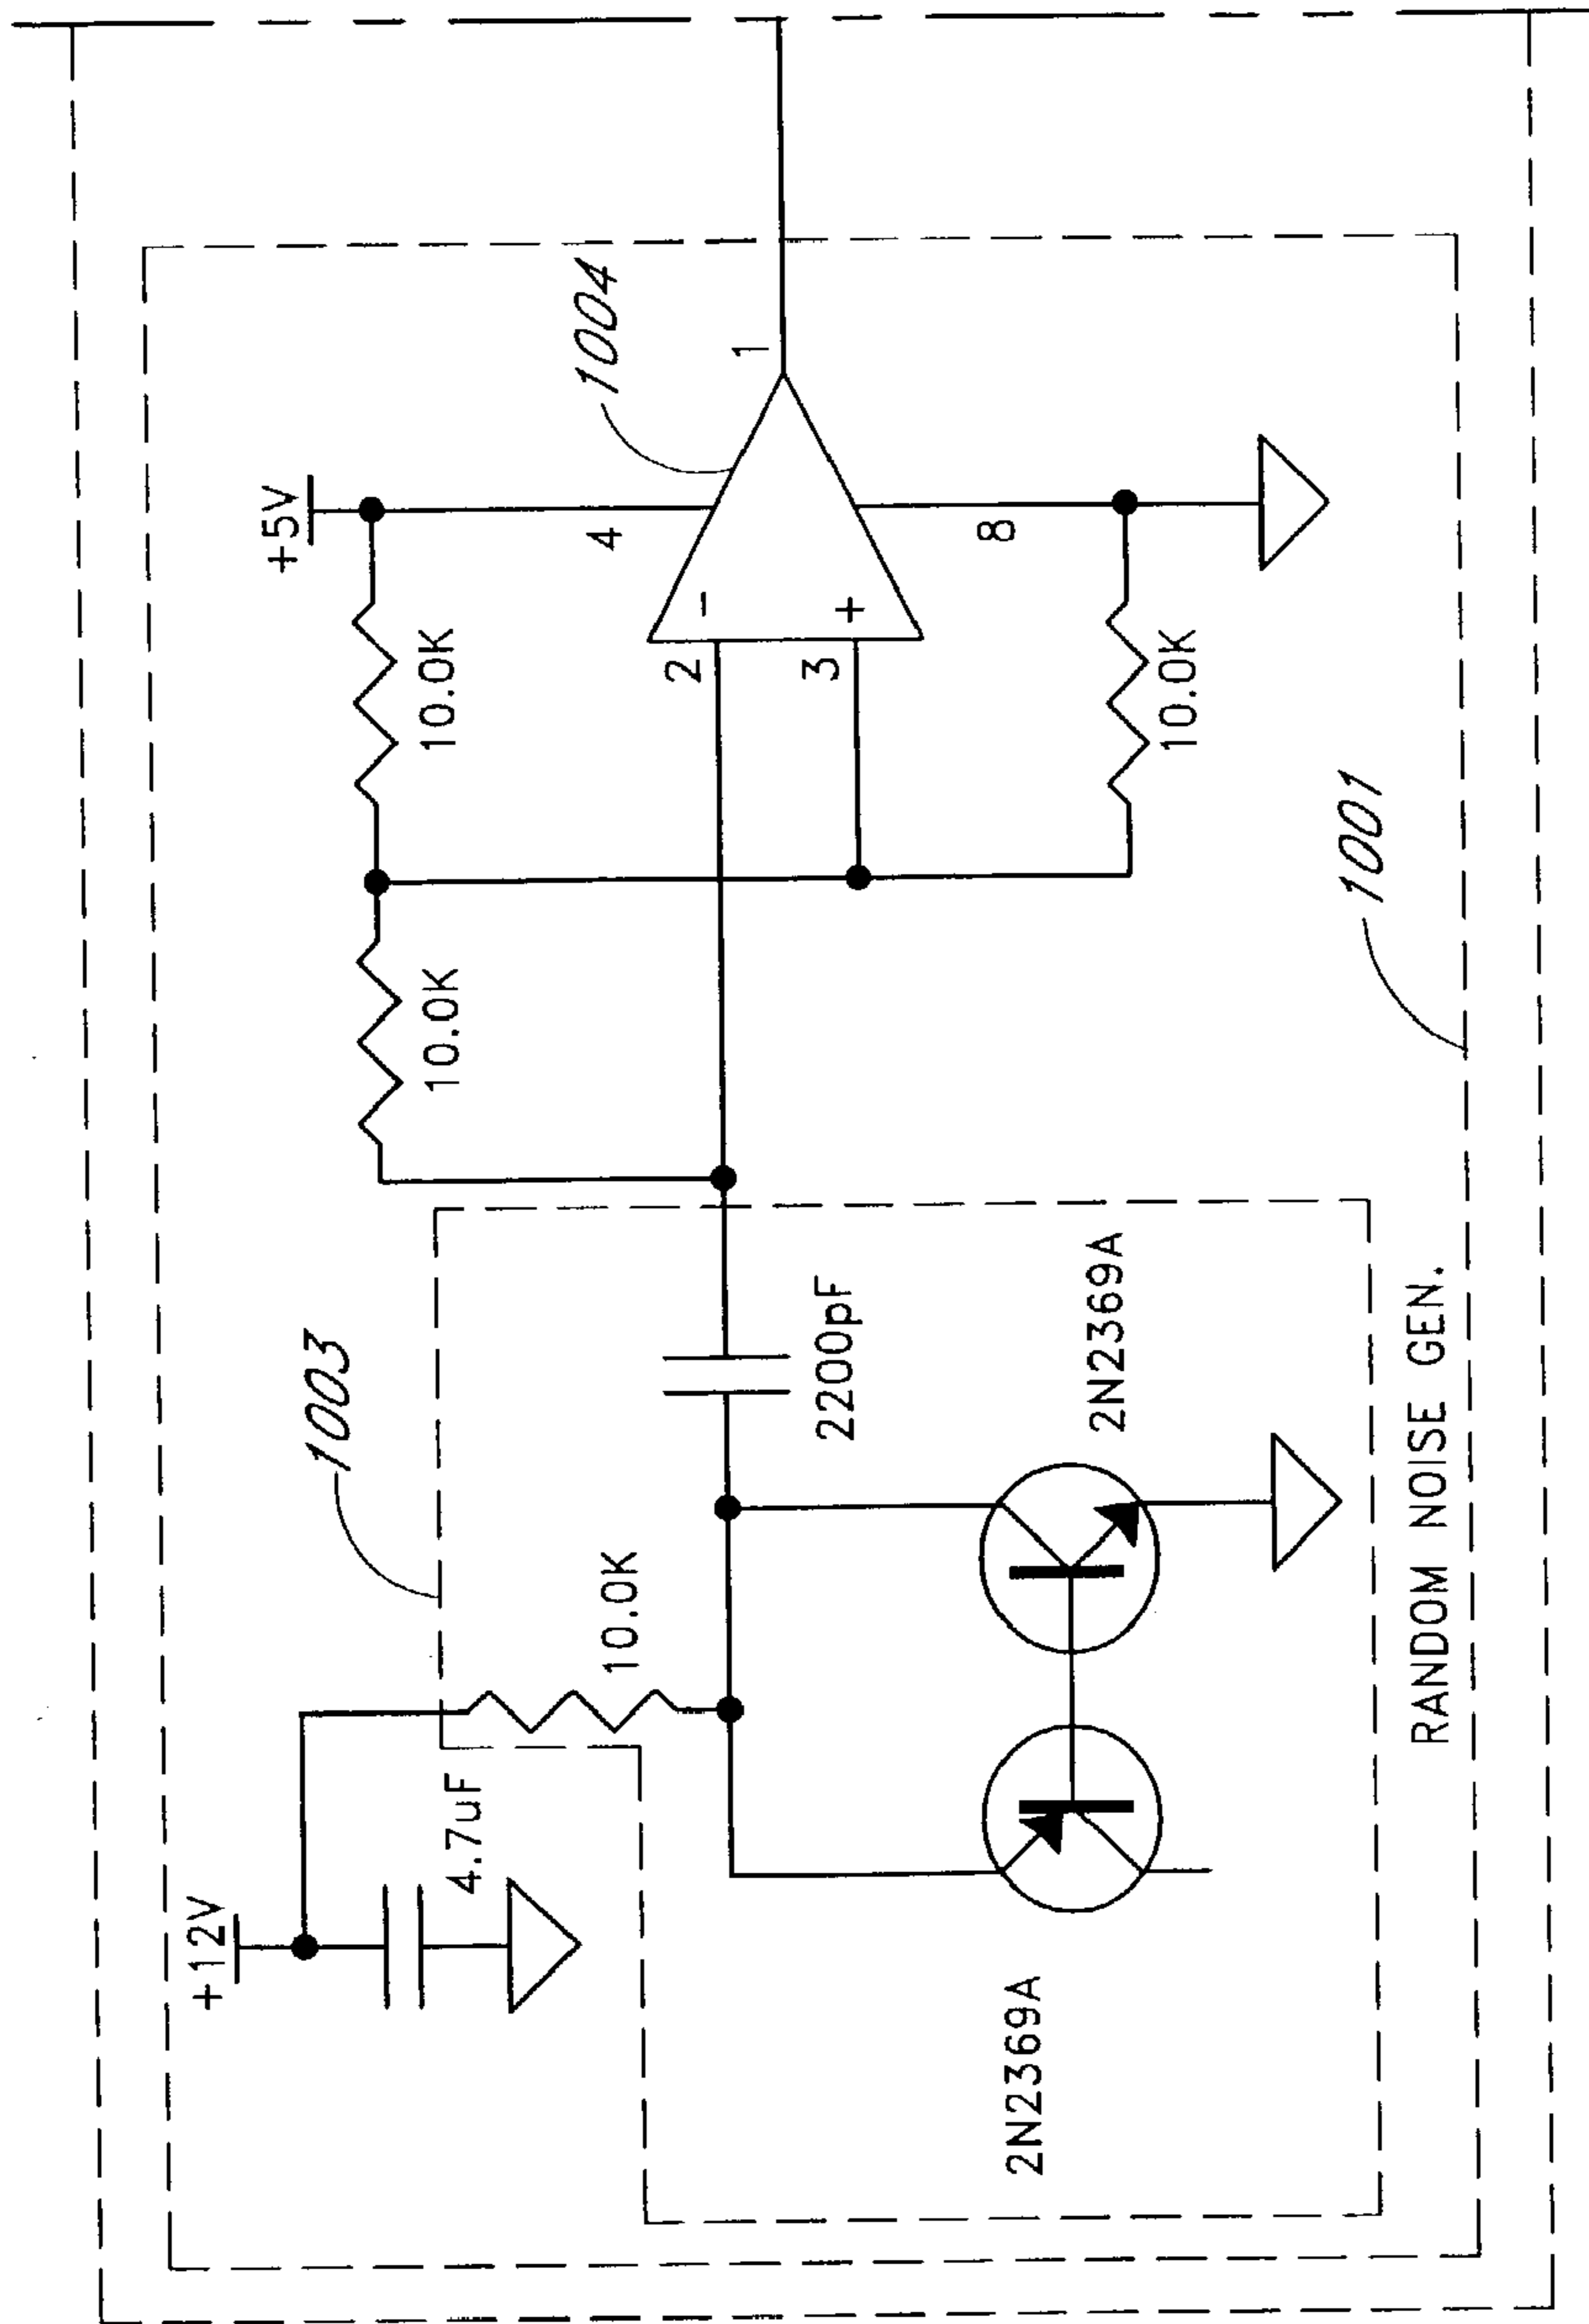 +12V
4.7uF
1003
10.0K
2200pF
2N2369A
2N2369A
RANDOM NOISE GEN.
+5V
10.0K
10.0K
1004
4
2
-
1
3
+
8
10.0K
1001